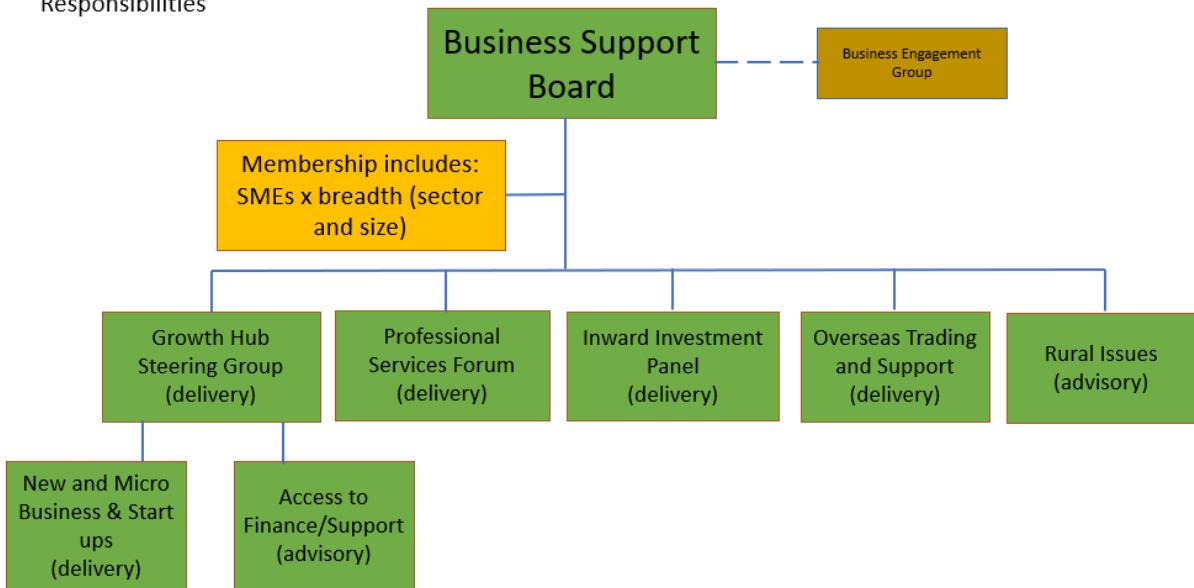 Responsibilities
Business Support
Board
Business Engagement
Group
Membership includes:
SMEs x breadth (sector
and size)
Growth Hub
Steering Group
(delivery)
Professional
Services Forum
(delivery)
Inward Investment
Panel
(delivery)
Overseas Trading
and Support
(delivery)
Rural Issues
(advisory)
New and Micro
Business & Start
ups
(delivery)
Access to
Finance/Support
(advisory)